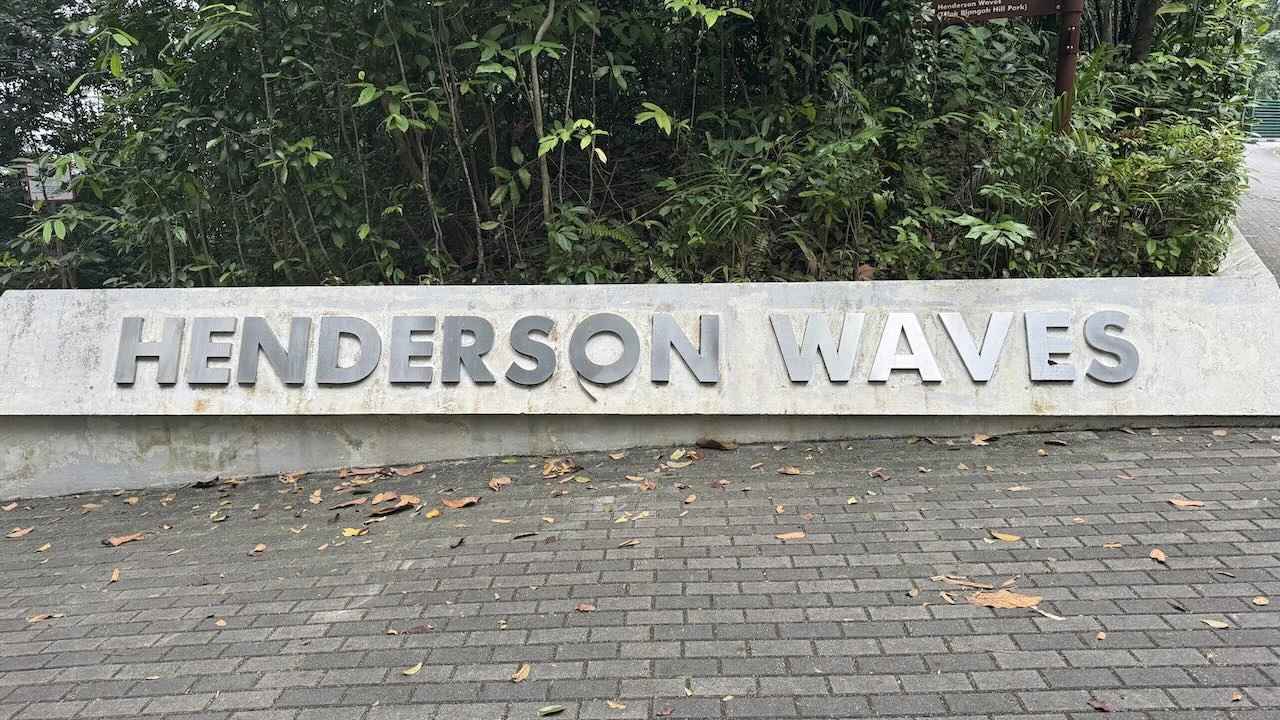 Henderson Waves
(Telok Blangah Hill Park)
HENDERSON WAVES